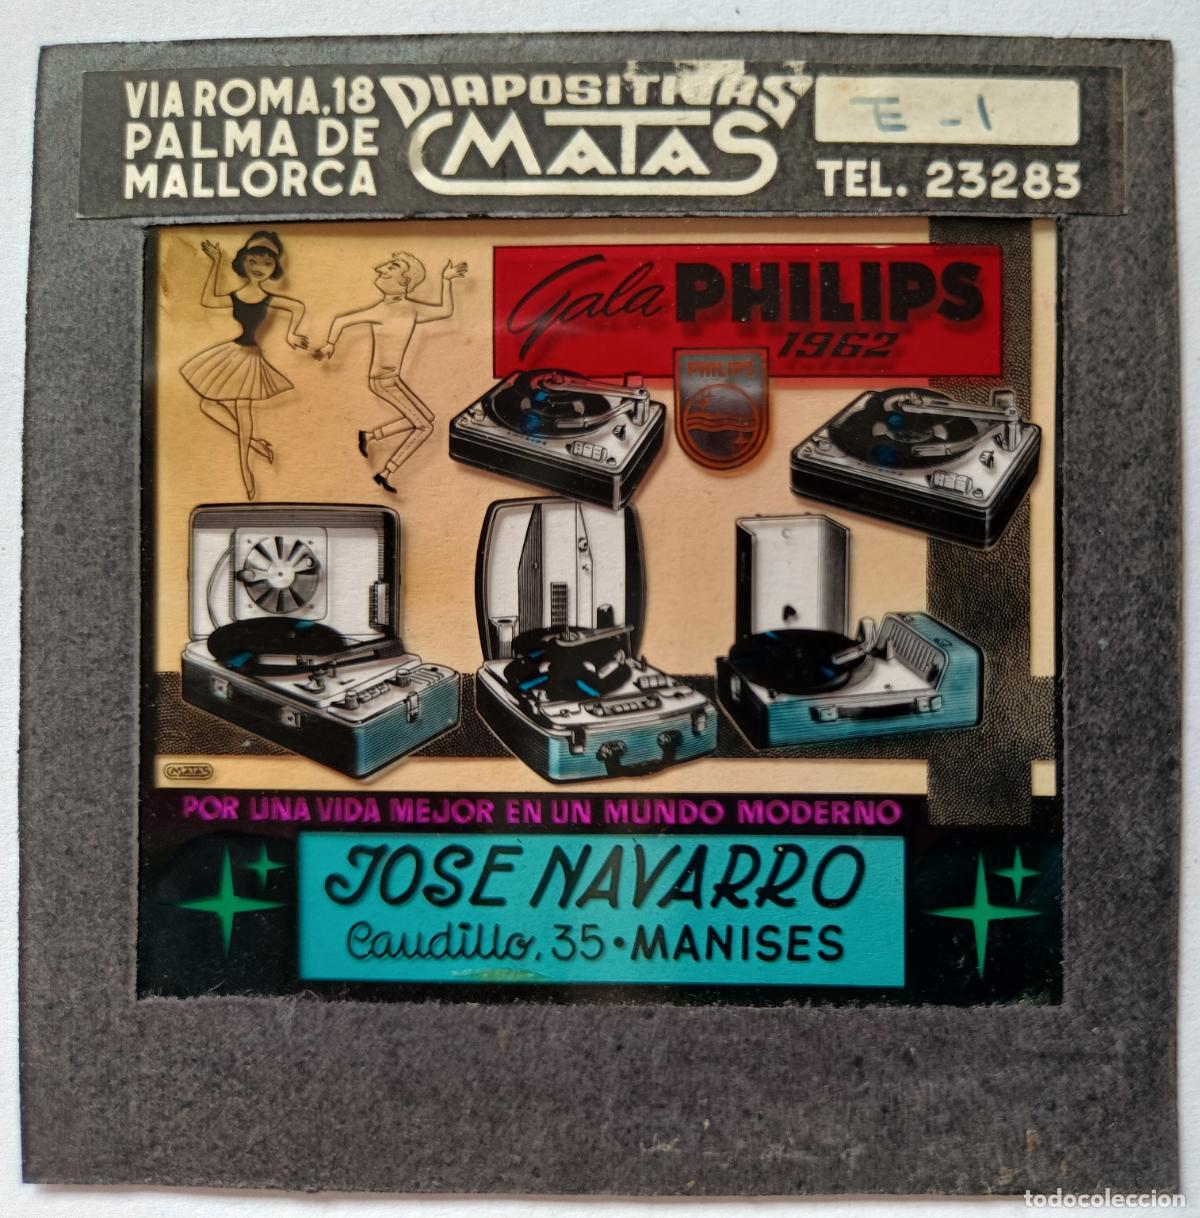 VIA ROMA, 18
PALMA DE
MALLORCA
DIAPOSITIVAS
MATAS
E-1
TEL. 23283
Gala PHILIPS
1962
PHILIPS
MATAS
POR UNA VIDA MEJOR EN UN MUNDO MODERNO
JOSE NAVARRO
Caudillo, 35 • MANISES
todocoleccion